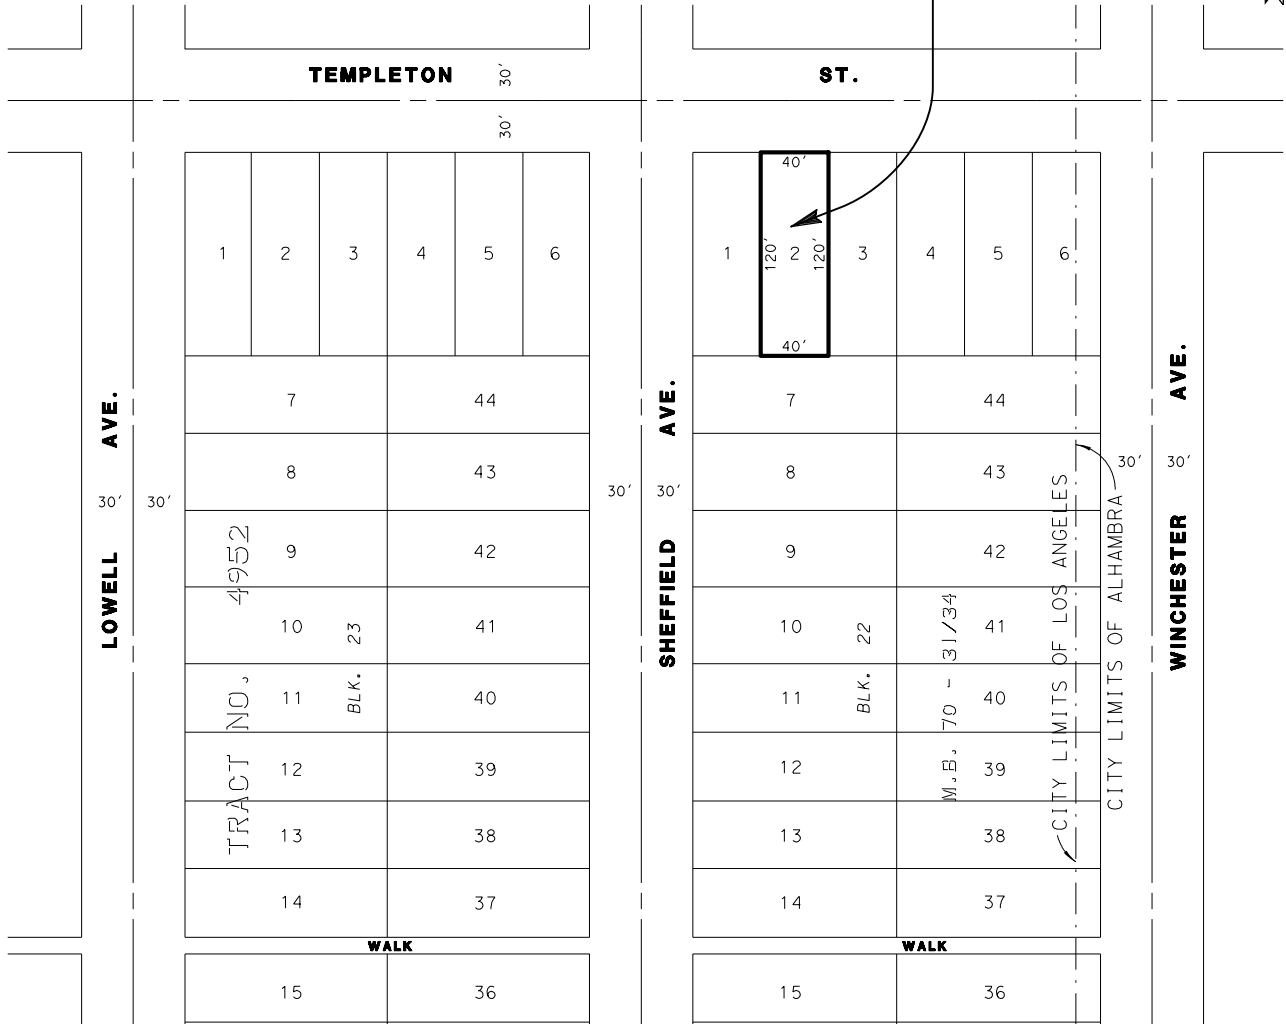 TEMPLETON ST.
30'
30'
40'
1 2 3 4 5 6
1 120' 2 120' 3 4 5 6
40'
LOWELL AVE.
30' 30'
SHEFFIELD AVE.
30' 30'
WINCHESTER AVE.
30' 30'
7 44
8 43
9 42
10 41
11 40
12 39
13 38
14 37
WALK
15 36
TRACT NO. 4952
BLK. 23
7 44
8 43
9 42
10 41
11 40
12 39
13 38
14 37
WALK
15 36
BLK. 22
M.B. 70 - 31/34
CITY LIMITS OF LOS ANGELES
CITY LIMITS OF ALHAMBRA